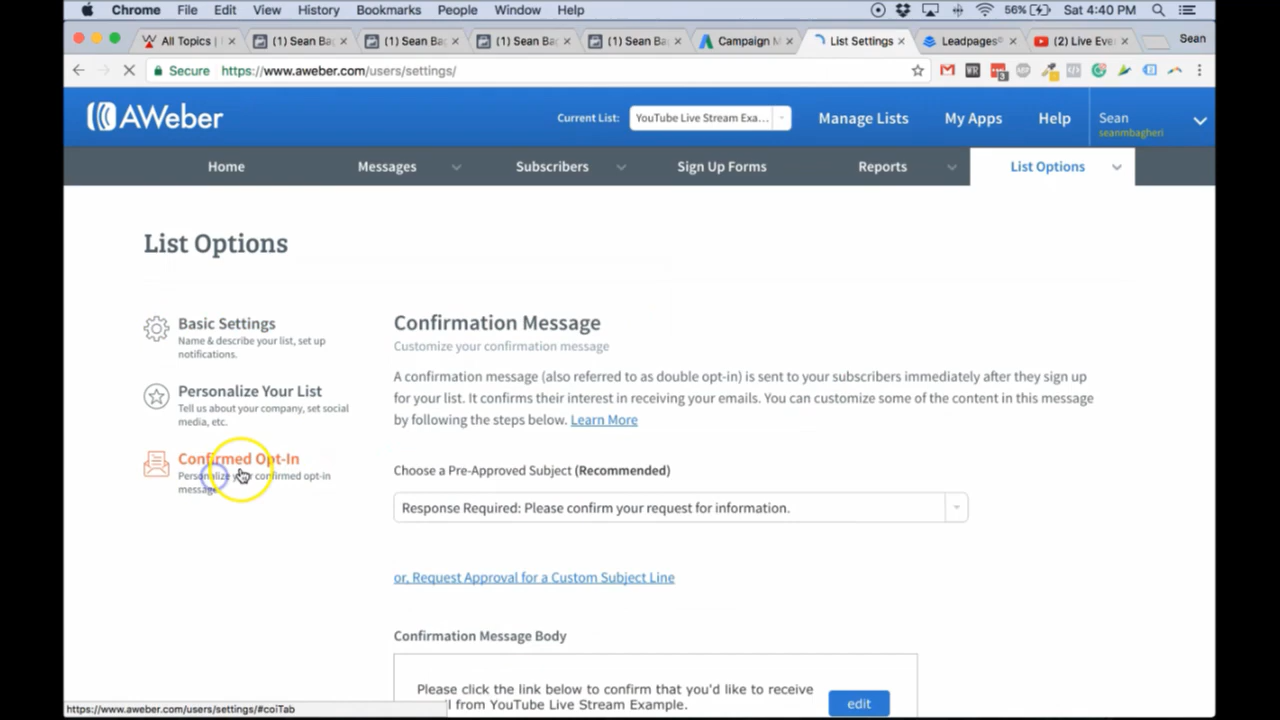 Chrome File Edit View History Bookmarks People Window Help 56% Sat 4:40 PM
All Topics | (1) Sean Ba (1) Sean Ba (1) Sean Ba (1) Sean Ba Campaign M List Settings Leadpages® (2) Live Eve Sean
Secure https://www.aweber.com/users/settings/
AWeber Current List: YouTube Live Stream Exa... Manage Lists My Apps Help Sean
seanmbagheri
Home Messages Subscribers Sign Up Forms Reports List Options
List Options
Basic Settings
Name & describe your list, set up
notifications.
Personalize Your List
Tell us about your company, set social
media, etc.
Confirmed Opt-In
Personalize your confirmed opt-in
message
Confirmation Message
Customize your confirmation message
A confirmation message (also referred to as double opt-in) is sent to your subscribers immediately after they sign up
for your list. It confirms their interest in receiving your emails. You can customize some of the content in this message
by following the steps below. Learn More
Choose a Pre-Approved Subject (Recommended)
Response Required: Please confirm your request for information.
or, Request Approval for a Custom Subject Line
Confirmation Message Body
Please click the link below to confirm that you'd like to receive
l from YouTube Live Stream Example.
edit
https://www.aweber.com/users/settings/#coiTab